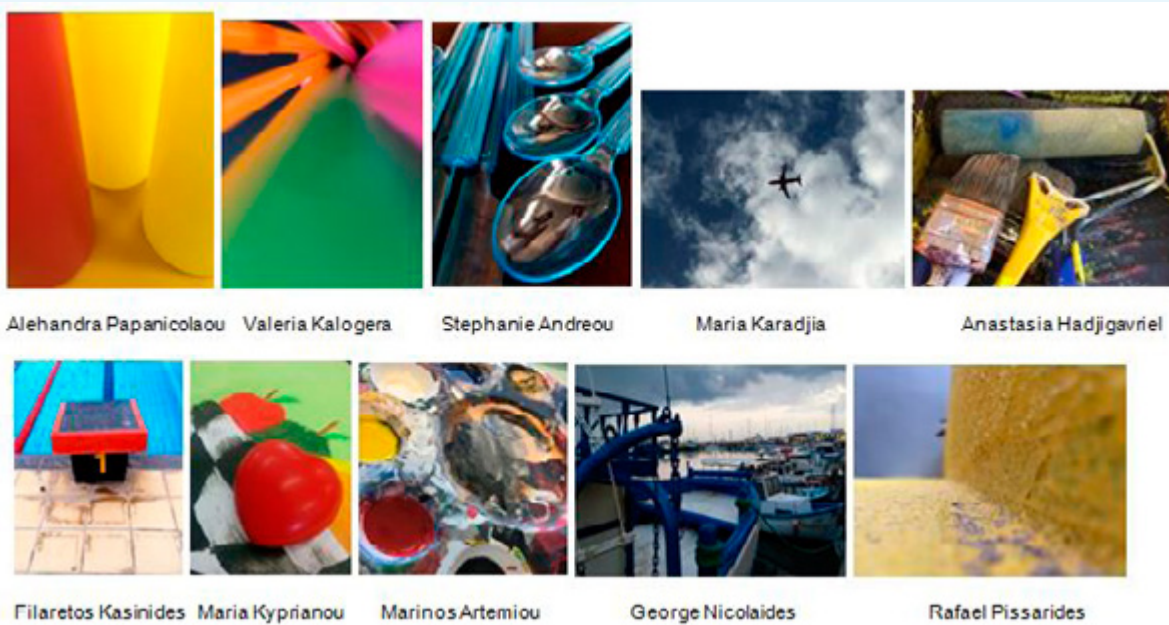 Alehandra Papanicolaou Valeria Kalogera Stephanie Andreou Maria Karadjia Anastasia Hadjigavriel
Filaretos Kasinides Maria Kyprianou Marinos Artemiou George Nicolaides Rafael Pissarides